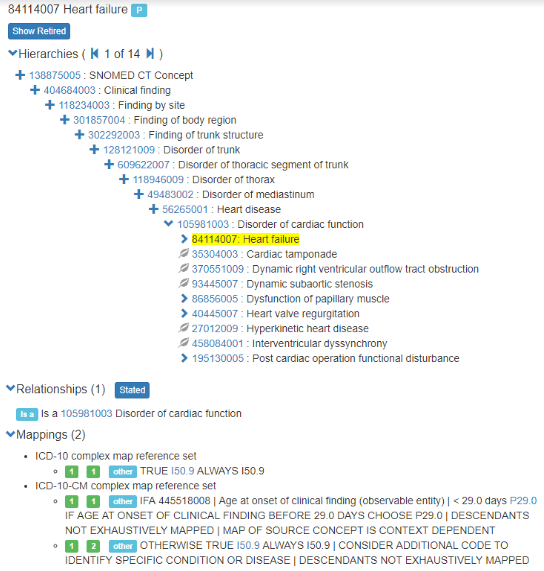 84114007 Heart failure P
Show Retired
Hierarchies ( 1 of 14 )
138875005 : SNOMED CT Concept
404684003 : Clinical finding
118234003 : Finding by site
301857004 : Finding of body region
302292003 : Finding of trunk structure
128121009 : Disorder of trunk
609622007 : Disorder of thoracic segment of trunk
118946009 : Disorder of thorax
49483002 : Disorder of mediastinum
56265001 : Heart disease
105981003 : Disorder of cardiac function
84114007: Heart failure
35304003 : Cardiac tamponade
370551009 : Dynamic right ventricular outflow tract obstruction
93445007 : Dynamic subaortic stenosis
86856005 : Dysfunction of papillary muscle
40445007 : Heart valve regurgitation
27012009 : Hyperkinetic heart disease
458084001 : Interventricular dyssynchrony
195130005 : Post cardiac operation functional disturbance
Relationships (1) Stated
Is a Is a 105981003 Disorder of cardiac function
Mappings (2)
ICD-10 complex map reference set
1 1 other TRUE I50.9 ALWAYS I50.9
ICD-10-CM complex map reference set
1 1 other IFA 445518008 | Age at onset of clinical finding (observable entity) | < 29.0 days P29.0
IF AGE AT ONSET OF CLINICAL FINDING BEFORE 29.0 DAYS CHOOSE P29.0 | DESCENDANTS
NOT EXHAUSTIVELY MAPPED | MAP OF SOURCE CONCEPT IS CONTEXT DEPENDENT
1 2 other OTHERWISE TRUE I50.9 ALWAYS I50.9 | CONSIDER ADDITIONAL CODE TO
IDENTIFY SPECIFIC CONDITION OR DISEASE | DESCENDANTS NOT EXHAUSTIVELY MAPPED